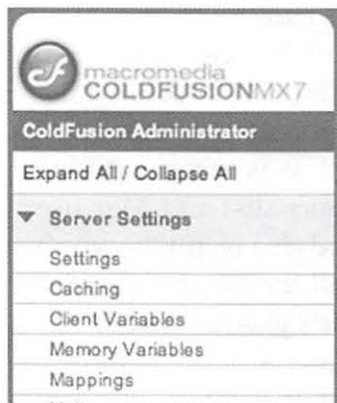 macromedia
COLDFUSIONMX7
ColdFusion Administrator
Expand All / Collapse All
Server Settings
Settings
Caching
Client Variables
Memory Variables
Mappings